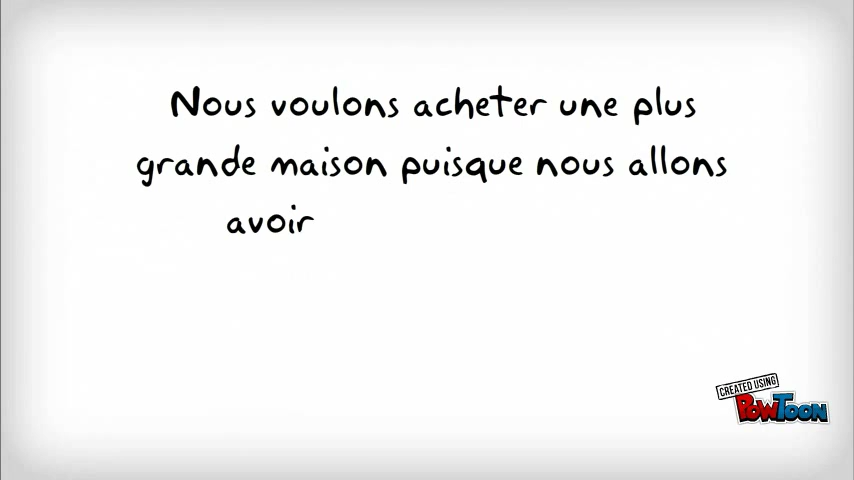 Nous voulons acheter une plus
grande maison puisque nous allons
avoir
CREATED USING
POWTOON